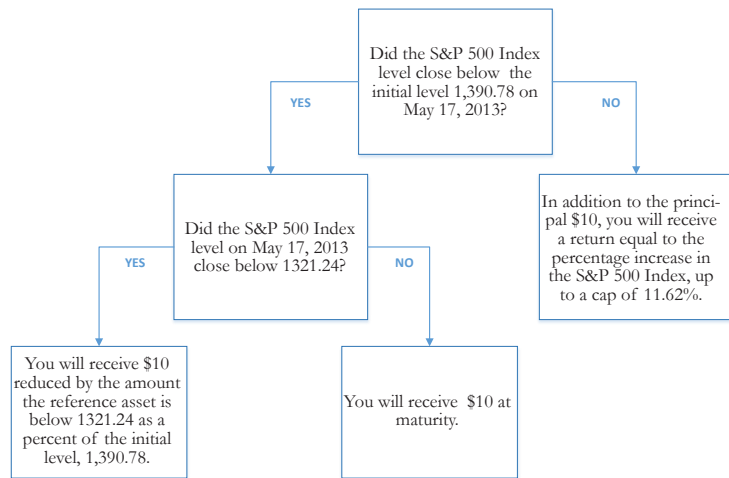 Did the S&P 500 Index
level close below the
initial level 1,390.78 on
May 17, 2013?
YES
NO
Did the S&P 500 Index
level on May 17, 2013
close below 1321.24?
In addition to the princi-
pal $10, you will receive
a return equal to the
percentage increase in
the S&P 500 Index, up
to a cap of 11.62%.
YES
NO
You will receive $10
reduced by the amount
the reference asset is
below 1321.24 as a
percent of the initial
level, 1,390.78.
You will receive $10 at
maturity.